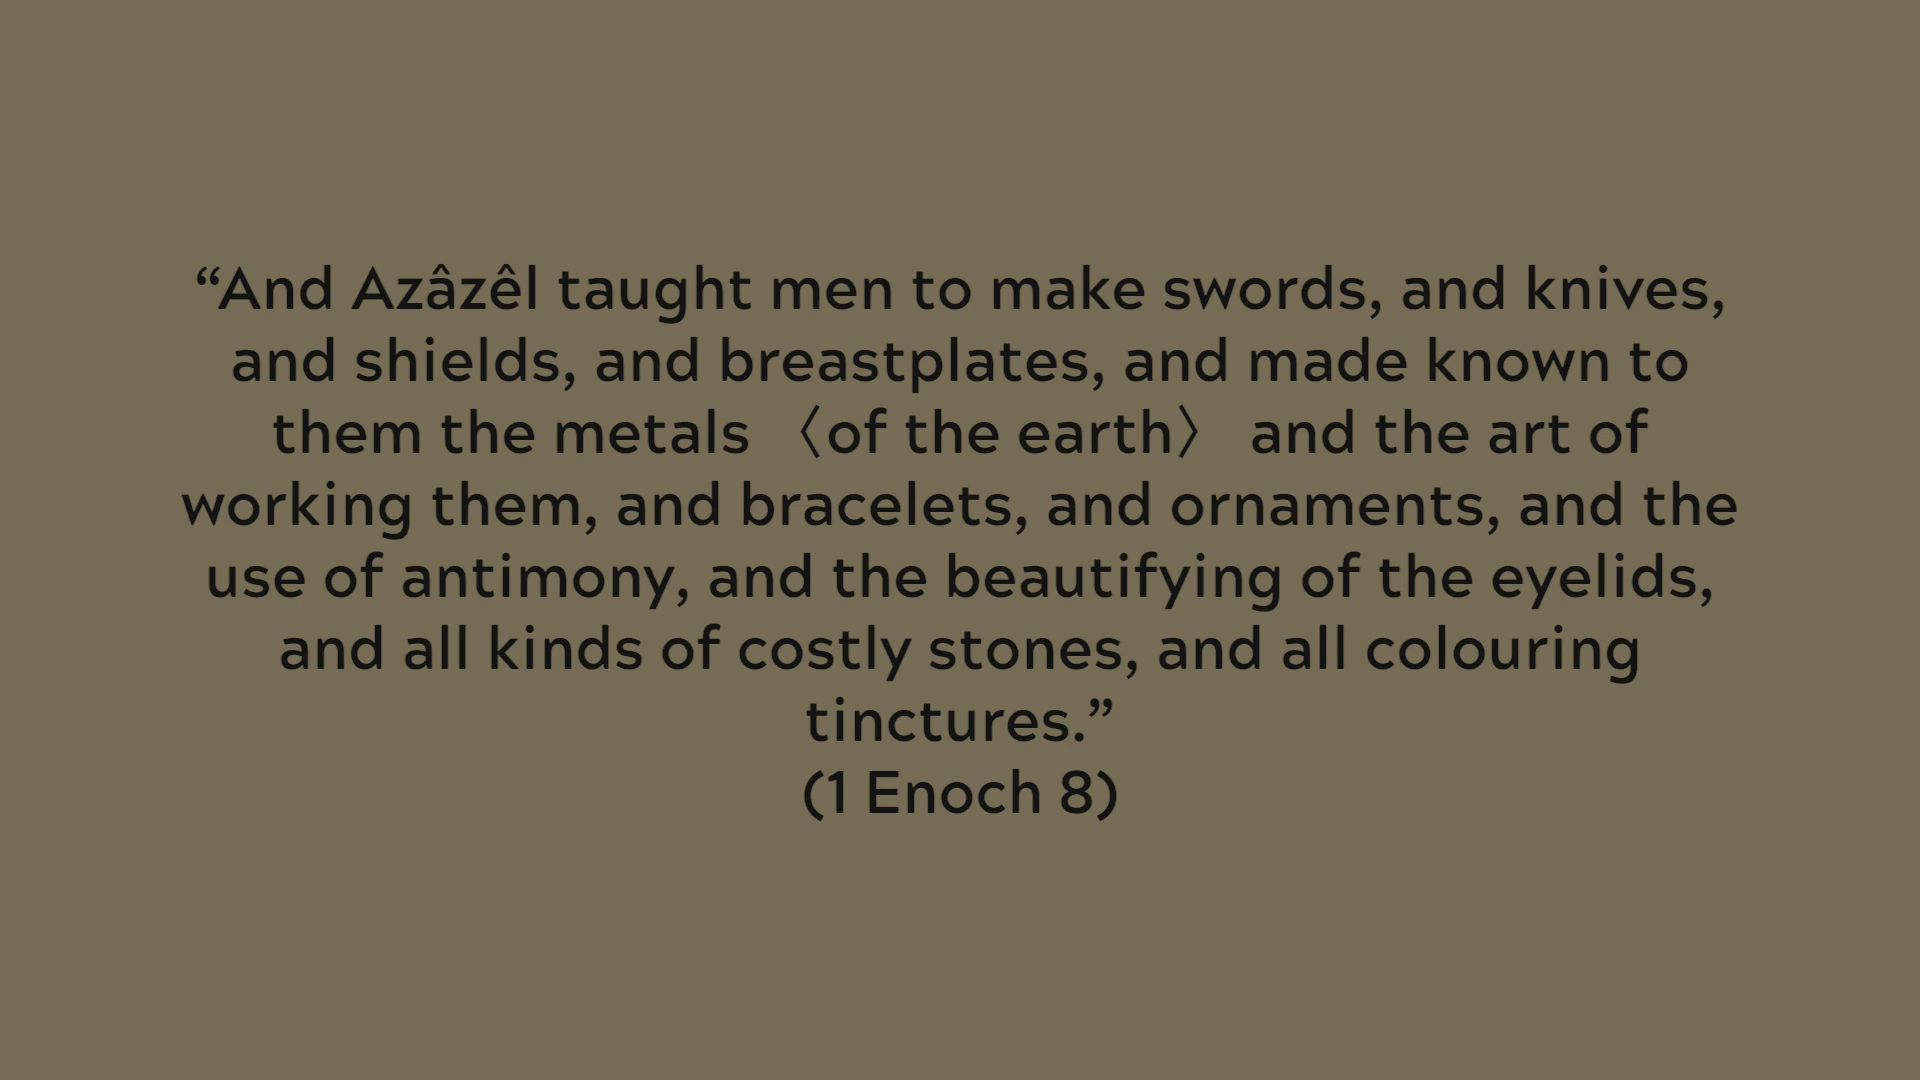 “And Azâzêl taught men to make swords, and knives,
and shields, and breastplates, and made known to
them the metals 〈of the earth〉 and the art of
working them, and bracelets, and ornaments, and the
use of antimony, and the beautifying of the eyelids,
and all kinds of costly stones, and all colouring
tinctures.”
(1 Enoch 8)